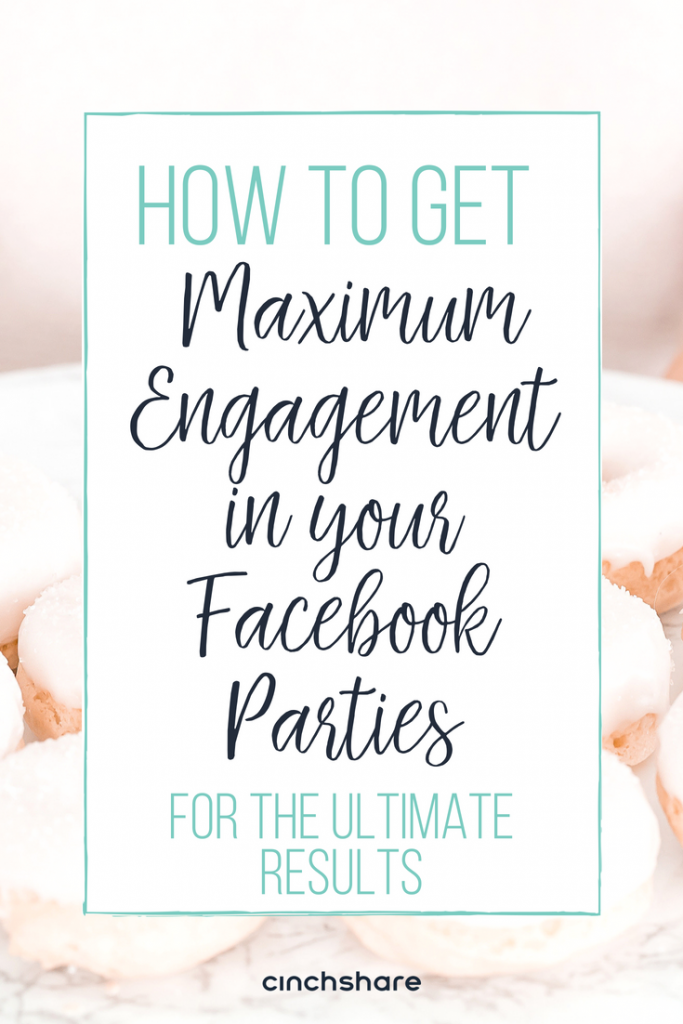 HOW TO GET
Maximum
Engagement
in your
Facebook
Parties
FOR THE ULTIMATE
RESULTS
cinchshare